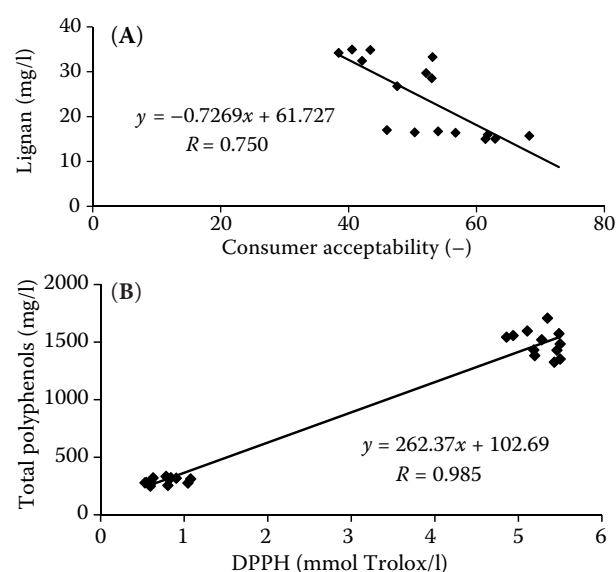 (A)
Lignan (mg/l)
40
30
20
10
0
y = −0.7269x + 61.727
R = 0.750
0 20 40 60 80
Consumer acceptability (–)
(B)
Total polyphenols (mg/l)
2000
1500
1000
500
0
y = 262.37x + 102.69
R = 0.985
0 1 2 3 4 5 6
DPPH (mmol Trolox/l)